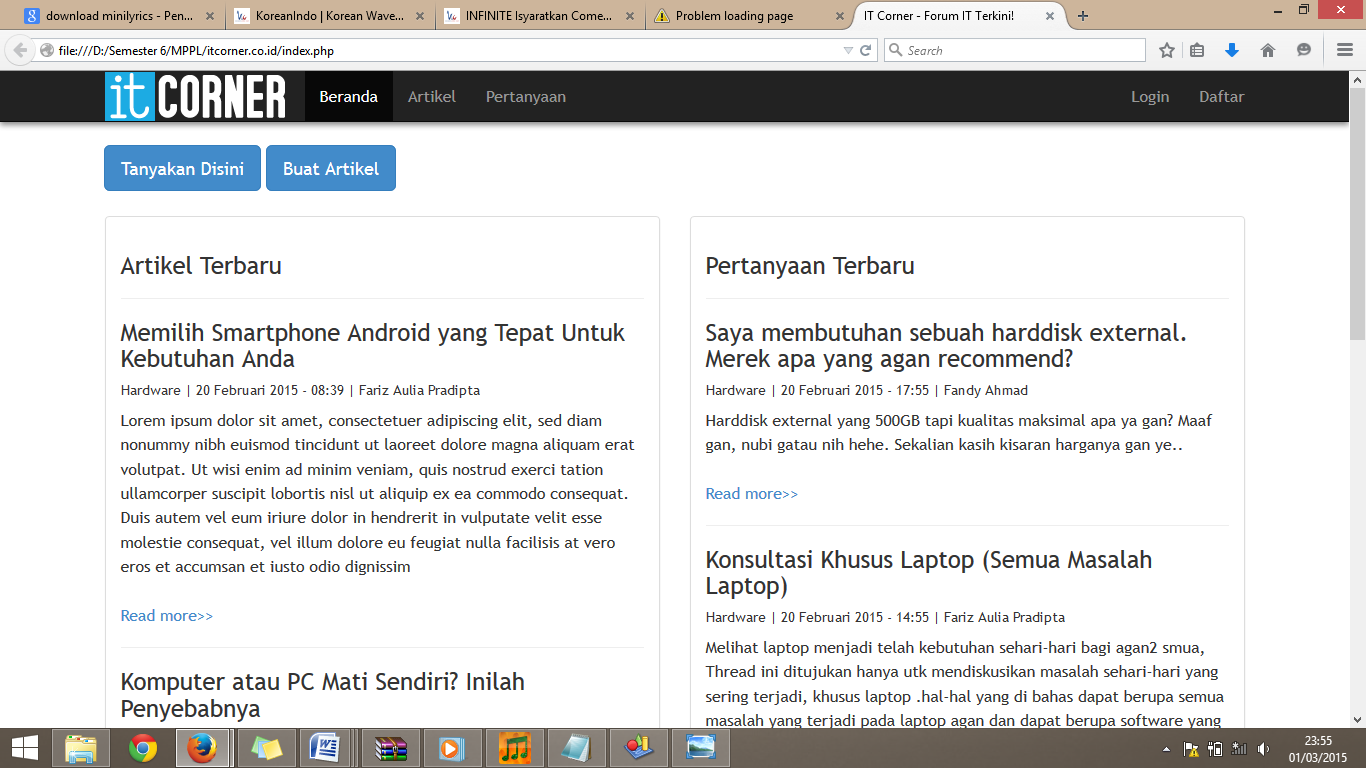 download minilyrics - Pen...
KoreanIndo | Korean Wave...
INFINITE Isyaratkan Come...
Problem loading page
IT Corner - Forum IT Terkini!
file:///D:/Semester 6/MPPL/itcorner.co.id/index.php
Search
it CORNER
Beranda
Artikel
Pertanyaan
Login
Daftar
Tanyakan Disini
Buat Artikel
Artikel Terbaru
Memilih Smartphone Android yang Tepat Untuk
Kebutuhan Anda
Hardware | 20 Februari 2015 - 08:39 | Fariz Aulia Pradipta
Lorem ipsum dolor sit amet, consectetuer adipiscing elit, sed diam
nonummy nibh euismod tincidunt ut laoreet dolore magna aliquam erat
volutpat. Ut wisi enim ad minim veniam, quis nostrud exerci tation
ullamcorper suscipit lobortis nisl ut aliquip ex ea commodo consequat.
Duis autem vel eum iriure dolor in hendrerit in vulputate velit esse
molestie consequat, vel illum dolore eu feugiat nulla facilisis at vero
eros et accumsan et iusto odio dignissim
Read more>>
Komputer atau PC Mati Sendiri? Inilah
Penyebabnya
Pertanyaan Terbaru
Saya membutuhan sebuah harddisk external.
Merek apa yang agan recommend?
Hardware | 20 Februari 2015 - 17:55 | Fandy Ahmad
Harddisk external yang 500GB tapi kualitas maksimal apa ya gan? Maaf
gan, nubi gatau nih hehe. Sekalian kasih kisaran harganya gan ye..
Read more>>
Konsultasi Khusus Laptop (Semua Masalah
Laptop)
Hardware | 20 Februari 2015 - 14:55 | Fariz Aulia Pradipta
Melihat laptop menjadi telah kebutuhan sehari-hari bagi agan2 smua,
Thread ini ditujukan hanya utk mendiskusikan masalah sehari-hari yang
sering terjadi, khusus laptop .hal-hal yang di bahas dapat berupa semua
masalah yang terjadi pada laptop agan dan dapat berupa software yang
23:55
01/03/2015